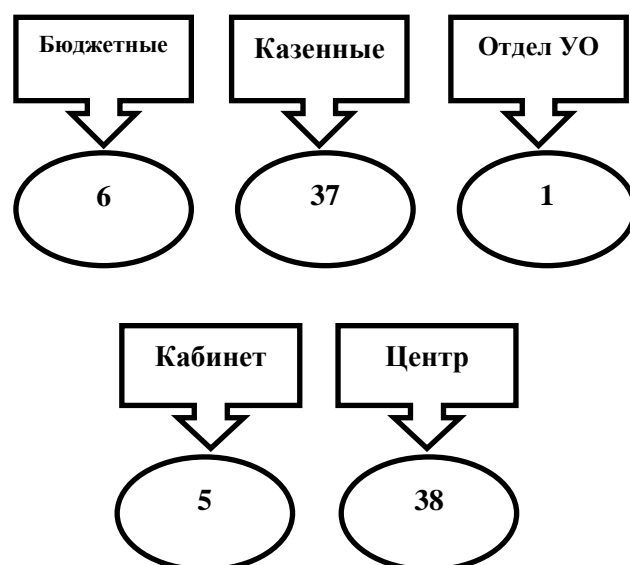 Бюджетные
Казенные
Отдел УО
6
37
1
Кабинет
Центр
5
38